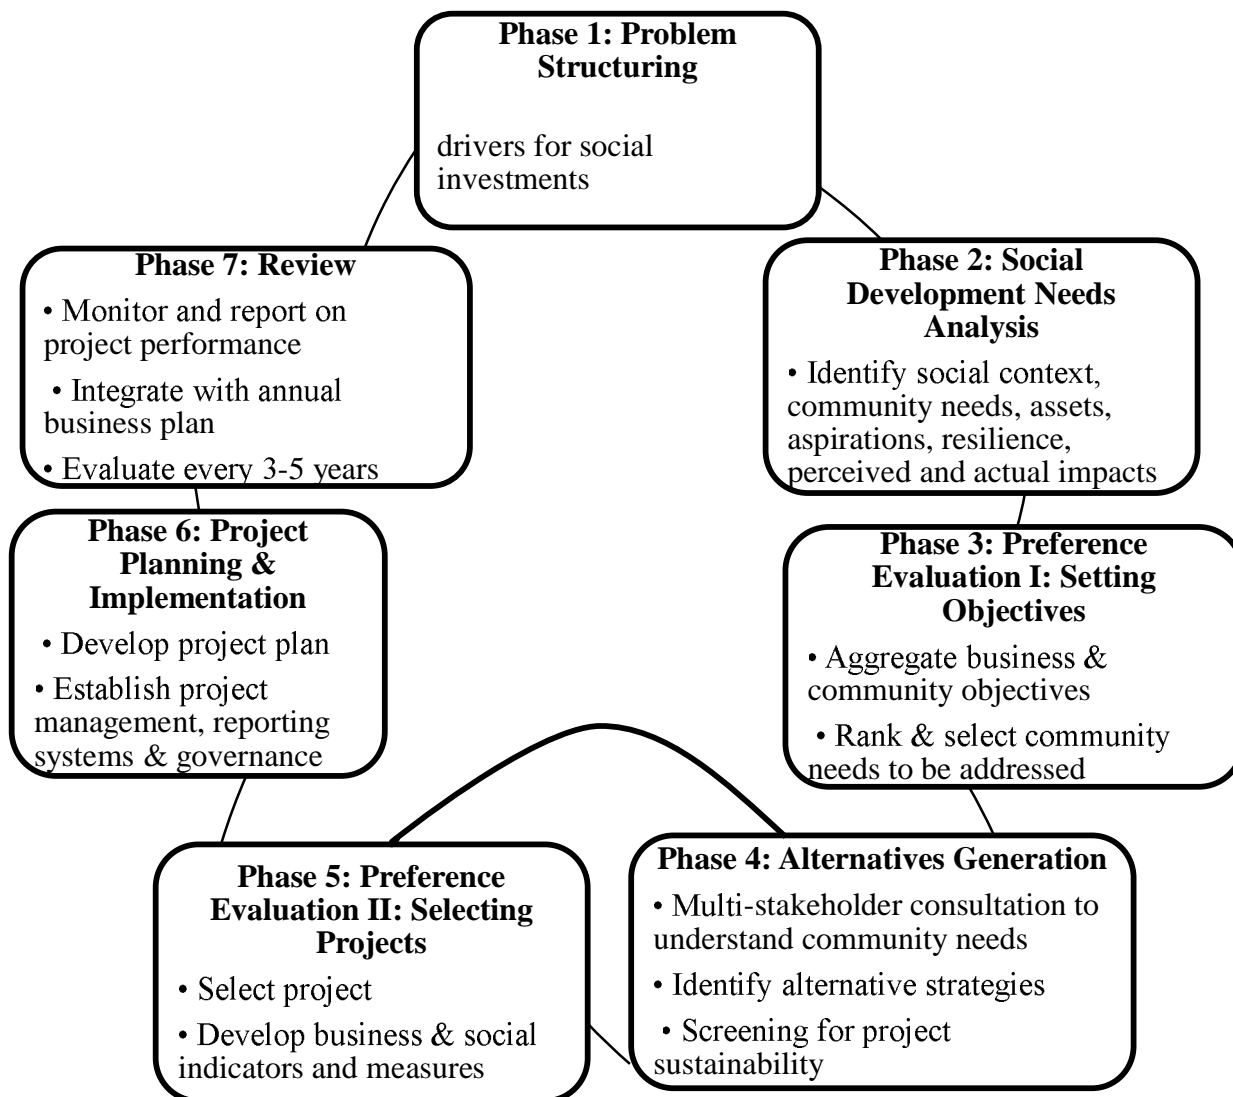 Phase 1: Problem
Structuring
drivers for social
investments
Phase 2: Social
Development Needs
Analysis
• Identify social context,
community needs, assets,
aspirations, resilience,
perceived and actual impacts
Phase 3: Preference
Evaluation I: Setting
Objectives
• Aggregate business &
community objectives
• Rank & select community
needs to be addressed
Phase 4: Alternatives Generation
• Multi-stakeholder consultation to
understand community needs
• Identify alternative strategies
• Screening for project
sustainability
Phase 5: Preference
Evaluation II: Selecting
Projects
• Select project
• Develop business & social
indicators and measures
Phase 6: Project
Planning &
Implementation
• Develop project plan
• Establish project
management, reporting
systems & governance
Phase 7: Review
• Monitor and report on
project performance
• Integrate with annual
business plan
• Evaluate every 3-5 years